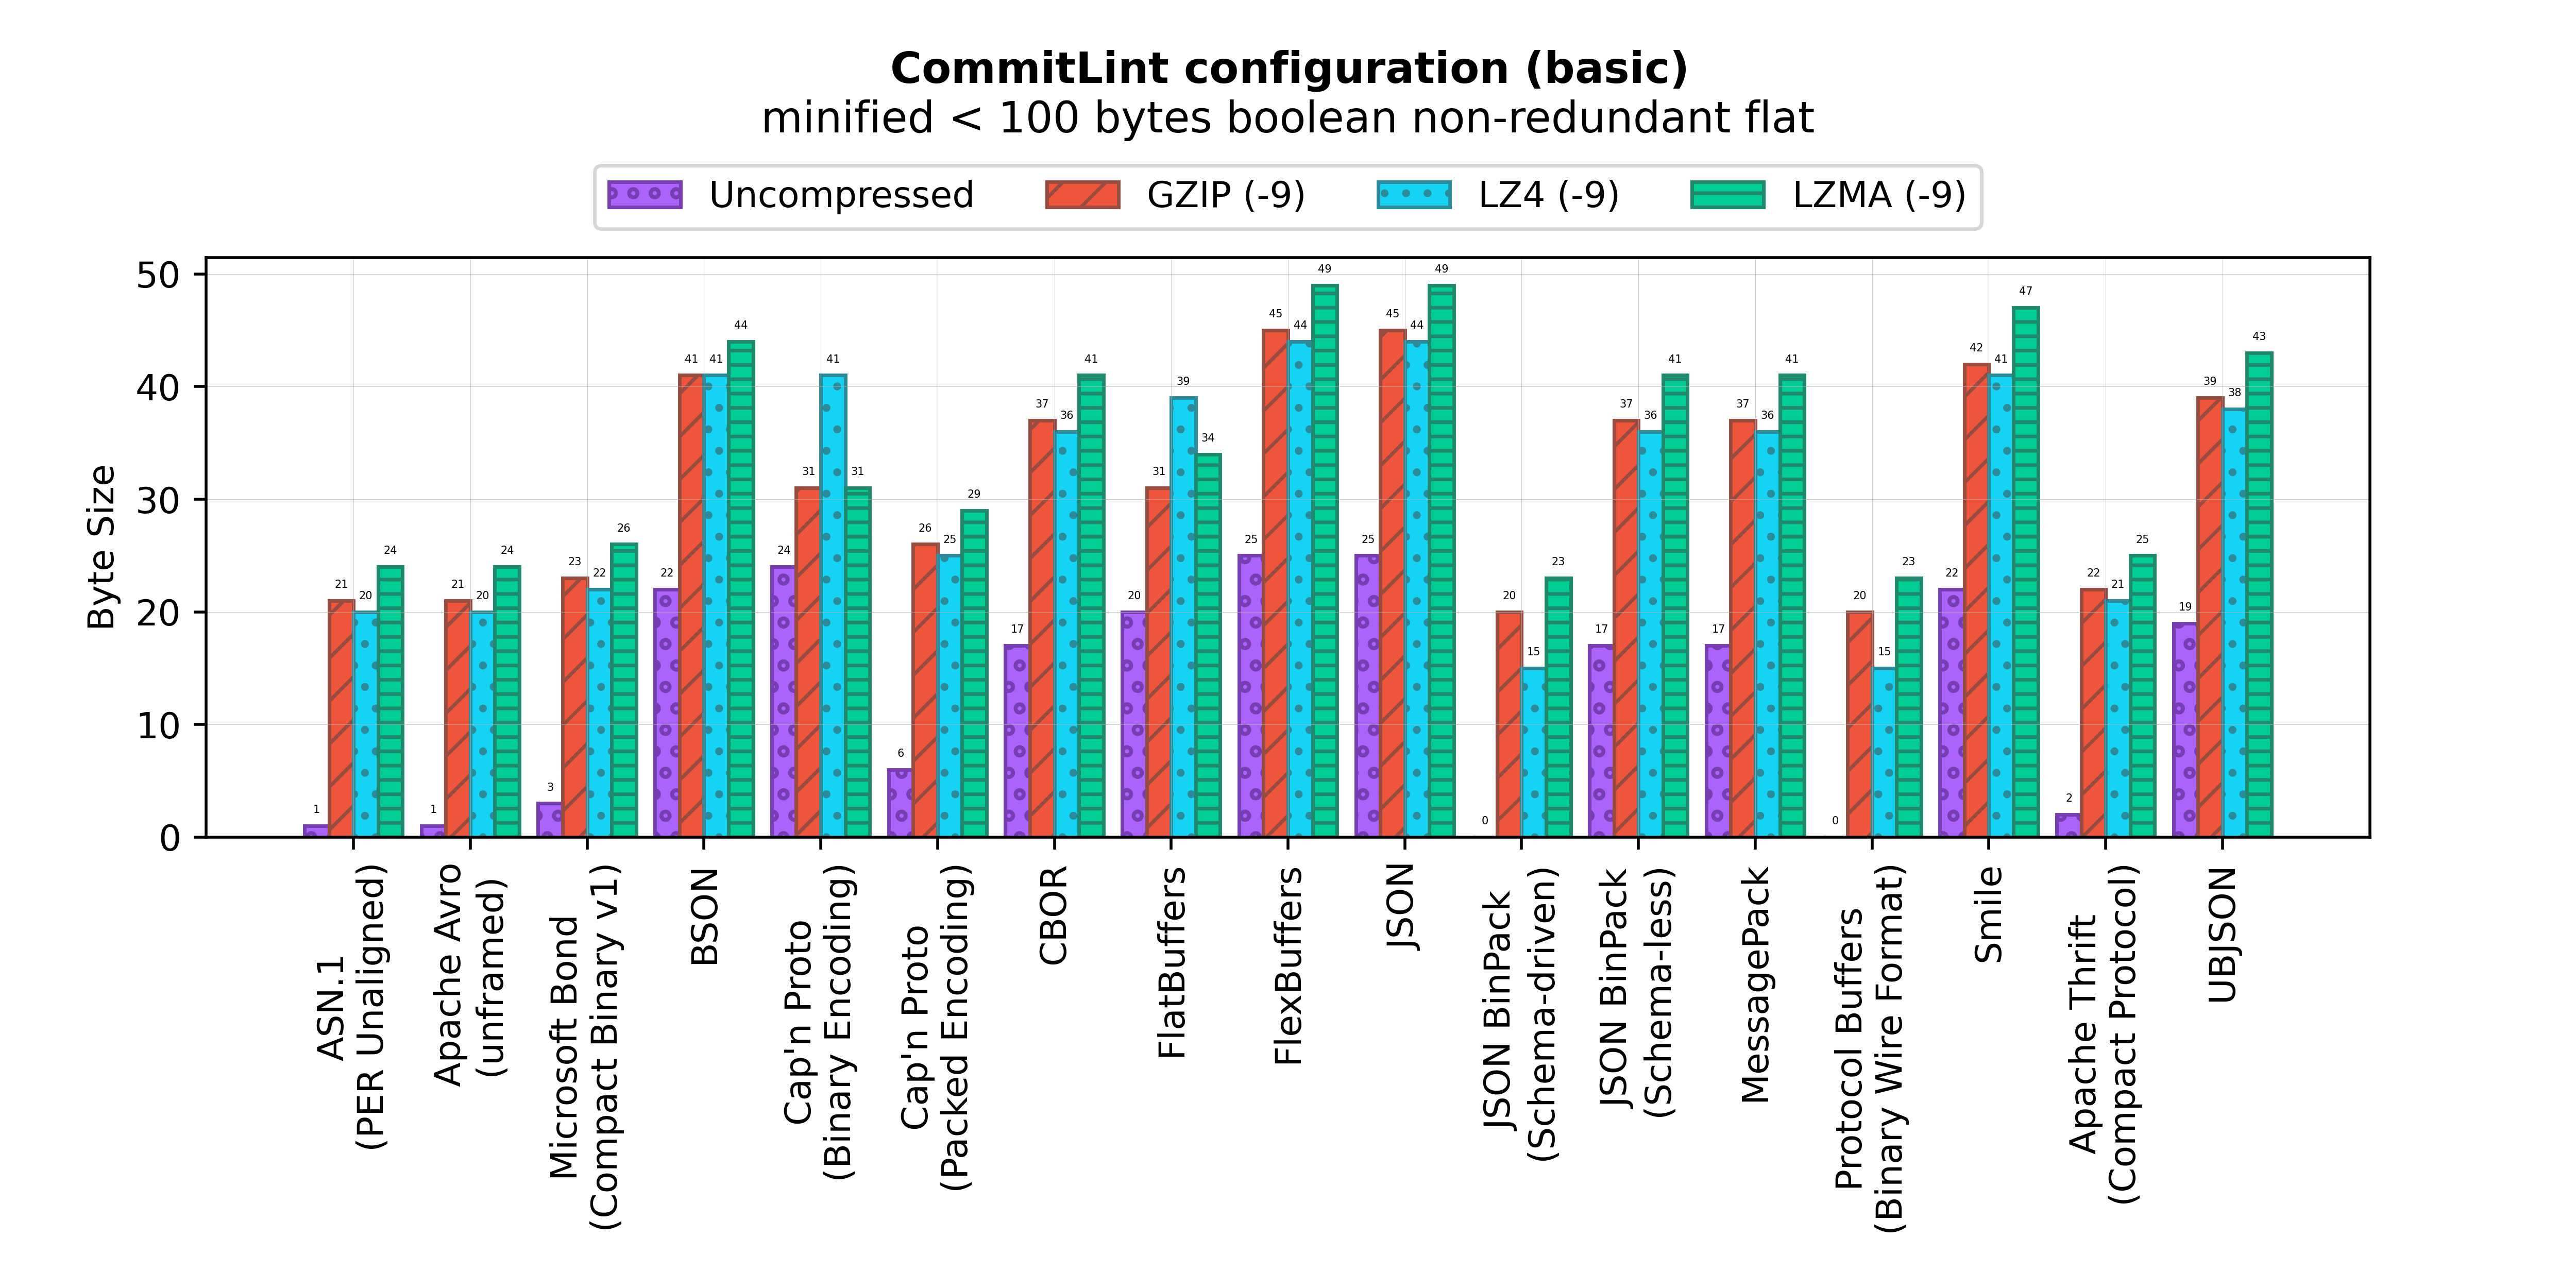 CommitLint configuration (basic)
minified < 100 bytes boolean non-redundant flat
Uncompressed GZIP (-9) LZ4 (-9) LZMA (-9)
Byte Size
50
40
30
20
10
0
1 21 20 24
1 21 20 24
3 23 22 26
22 41 41 44
24 31 41 31
6 26 25 29
17 37 36 41
20 31 39 34
25 45 44 49
25 45 44 49
0 20 15 23
17 37 36 41
17 37 36 41
0 20 15 23
22 42 41 47
2 22 21 25
19 39 38 43
ASN.1
(PER Unaligned)
Apache Avro
(unframed)
Microsoft Bond
(Compact Binary v1)
BSON
Cap'n Proto
(Binary Encoding)
Cap'n Proto
(Packed Encoding)
CBOR
FlatBuffers
FlexBuffers
JSON
JSON BinPack
(Schema-driven)
JSON BinPack
(Schema-less)
MessagePack
Protocol Buffers
(Binary Wire Format)
Smile
Apache Thrift
(Compact Protocol)
UBJSON